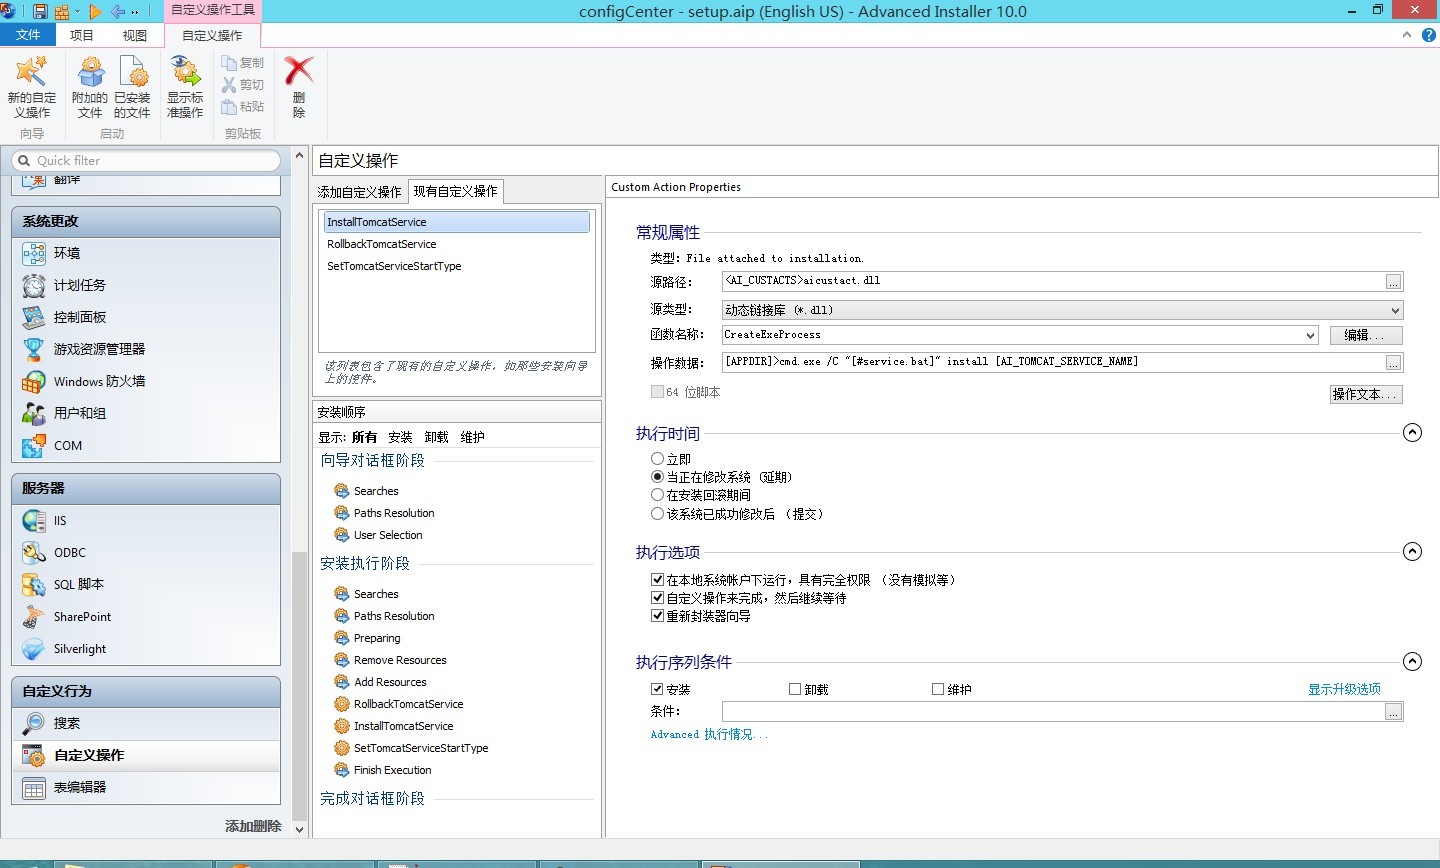 自定义操作工具
configCenter - setup.aip (English US) - Advanced Installer 10.0
文件 项目 视图 自定义操作
新的自定义操作
附加的文件
已安装的文件
显示标准操作
复制
剪切
粘贴
删除
向导 启动 剪贴板
Quick filter
翻译
系统更改
环境
计划任务
控制面板
游戏资源管理器
Windows 防火墙
用户和组
COM
服务器
IIS
ODBC
SQL 脚本
SharePoint
Silverlight
自定义行为
搜索
自定义操作
表编辑器
添加删除
自定义操作
添加自定义操作 现有自定义操作
InstallTomcatService
RollbackTomcatService
SetTomcatServiceStartType
该列表包含了现有的自定义操作，如那些安装向导
上的控件。
安装顺序
显示: 所有 安装 卸载 维护
向导对话框阶段
Searches
Paths Resolution
User Selection
安装执行阶段
Searches
Paths Resolution
Preparing
Remove Resources
Add Resources
RollbackTomcatService
InstallTomcatService
SetTomcatServiceStartType
Finish Execution
完成对话框阶段
Custom Action Properties
常规属性
类型: File attached to installation.
源路径: <AI_CUSTACTS>aicustact.dll ...
源类型: 动态链接库 (*.dll)
函数名称: CreateExeProcess 编辑...
操作数据: [APPDIR]>cmd.exe /C "[#service.bat]" install [AI_TOMCAT_SERVICE_NAME] ...
64 位脚本
操作文本...
执行时间
立即
当正在修改系统 (延期)
在安装回滚期间
该系统已成功修改后 （提交）
执行选项
在本地系统帐户下运行，具有完全权限 （没有模拟等）
自定义操作来完成，然后继续等待
重新封装器向导
执行序列条件
安装 卸载 维护 显示升级选项
条件: ...
Advanced 执行情况...